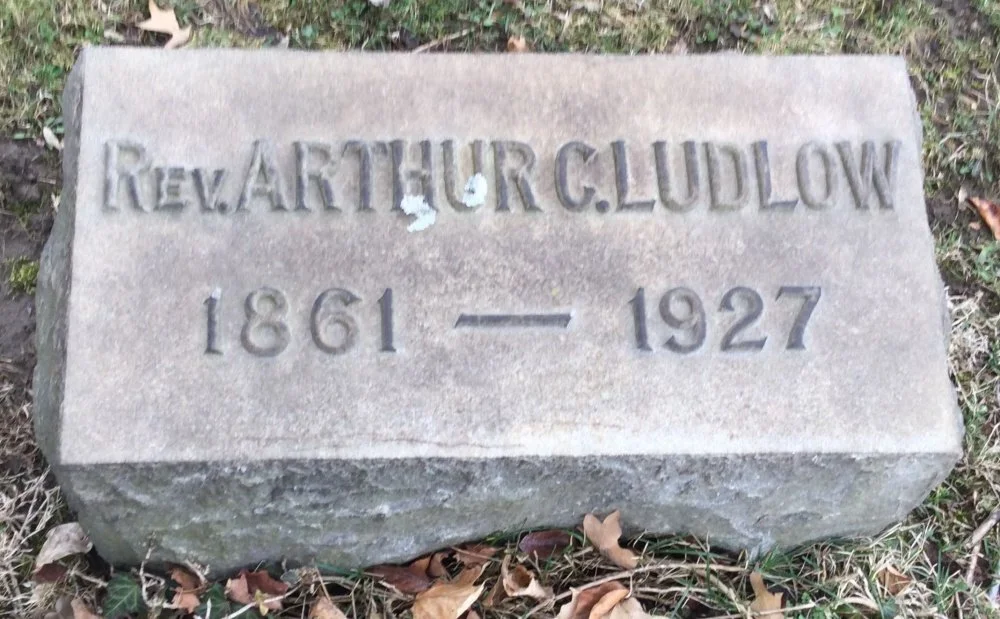 REV. ARTHUR C. LUDLOW
1861 — 1927